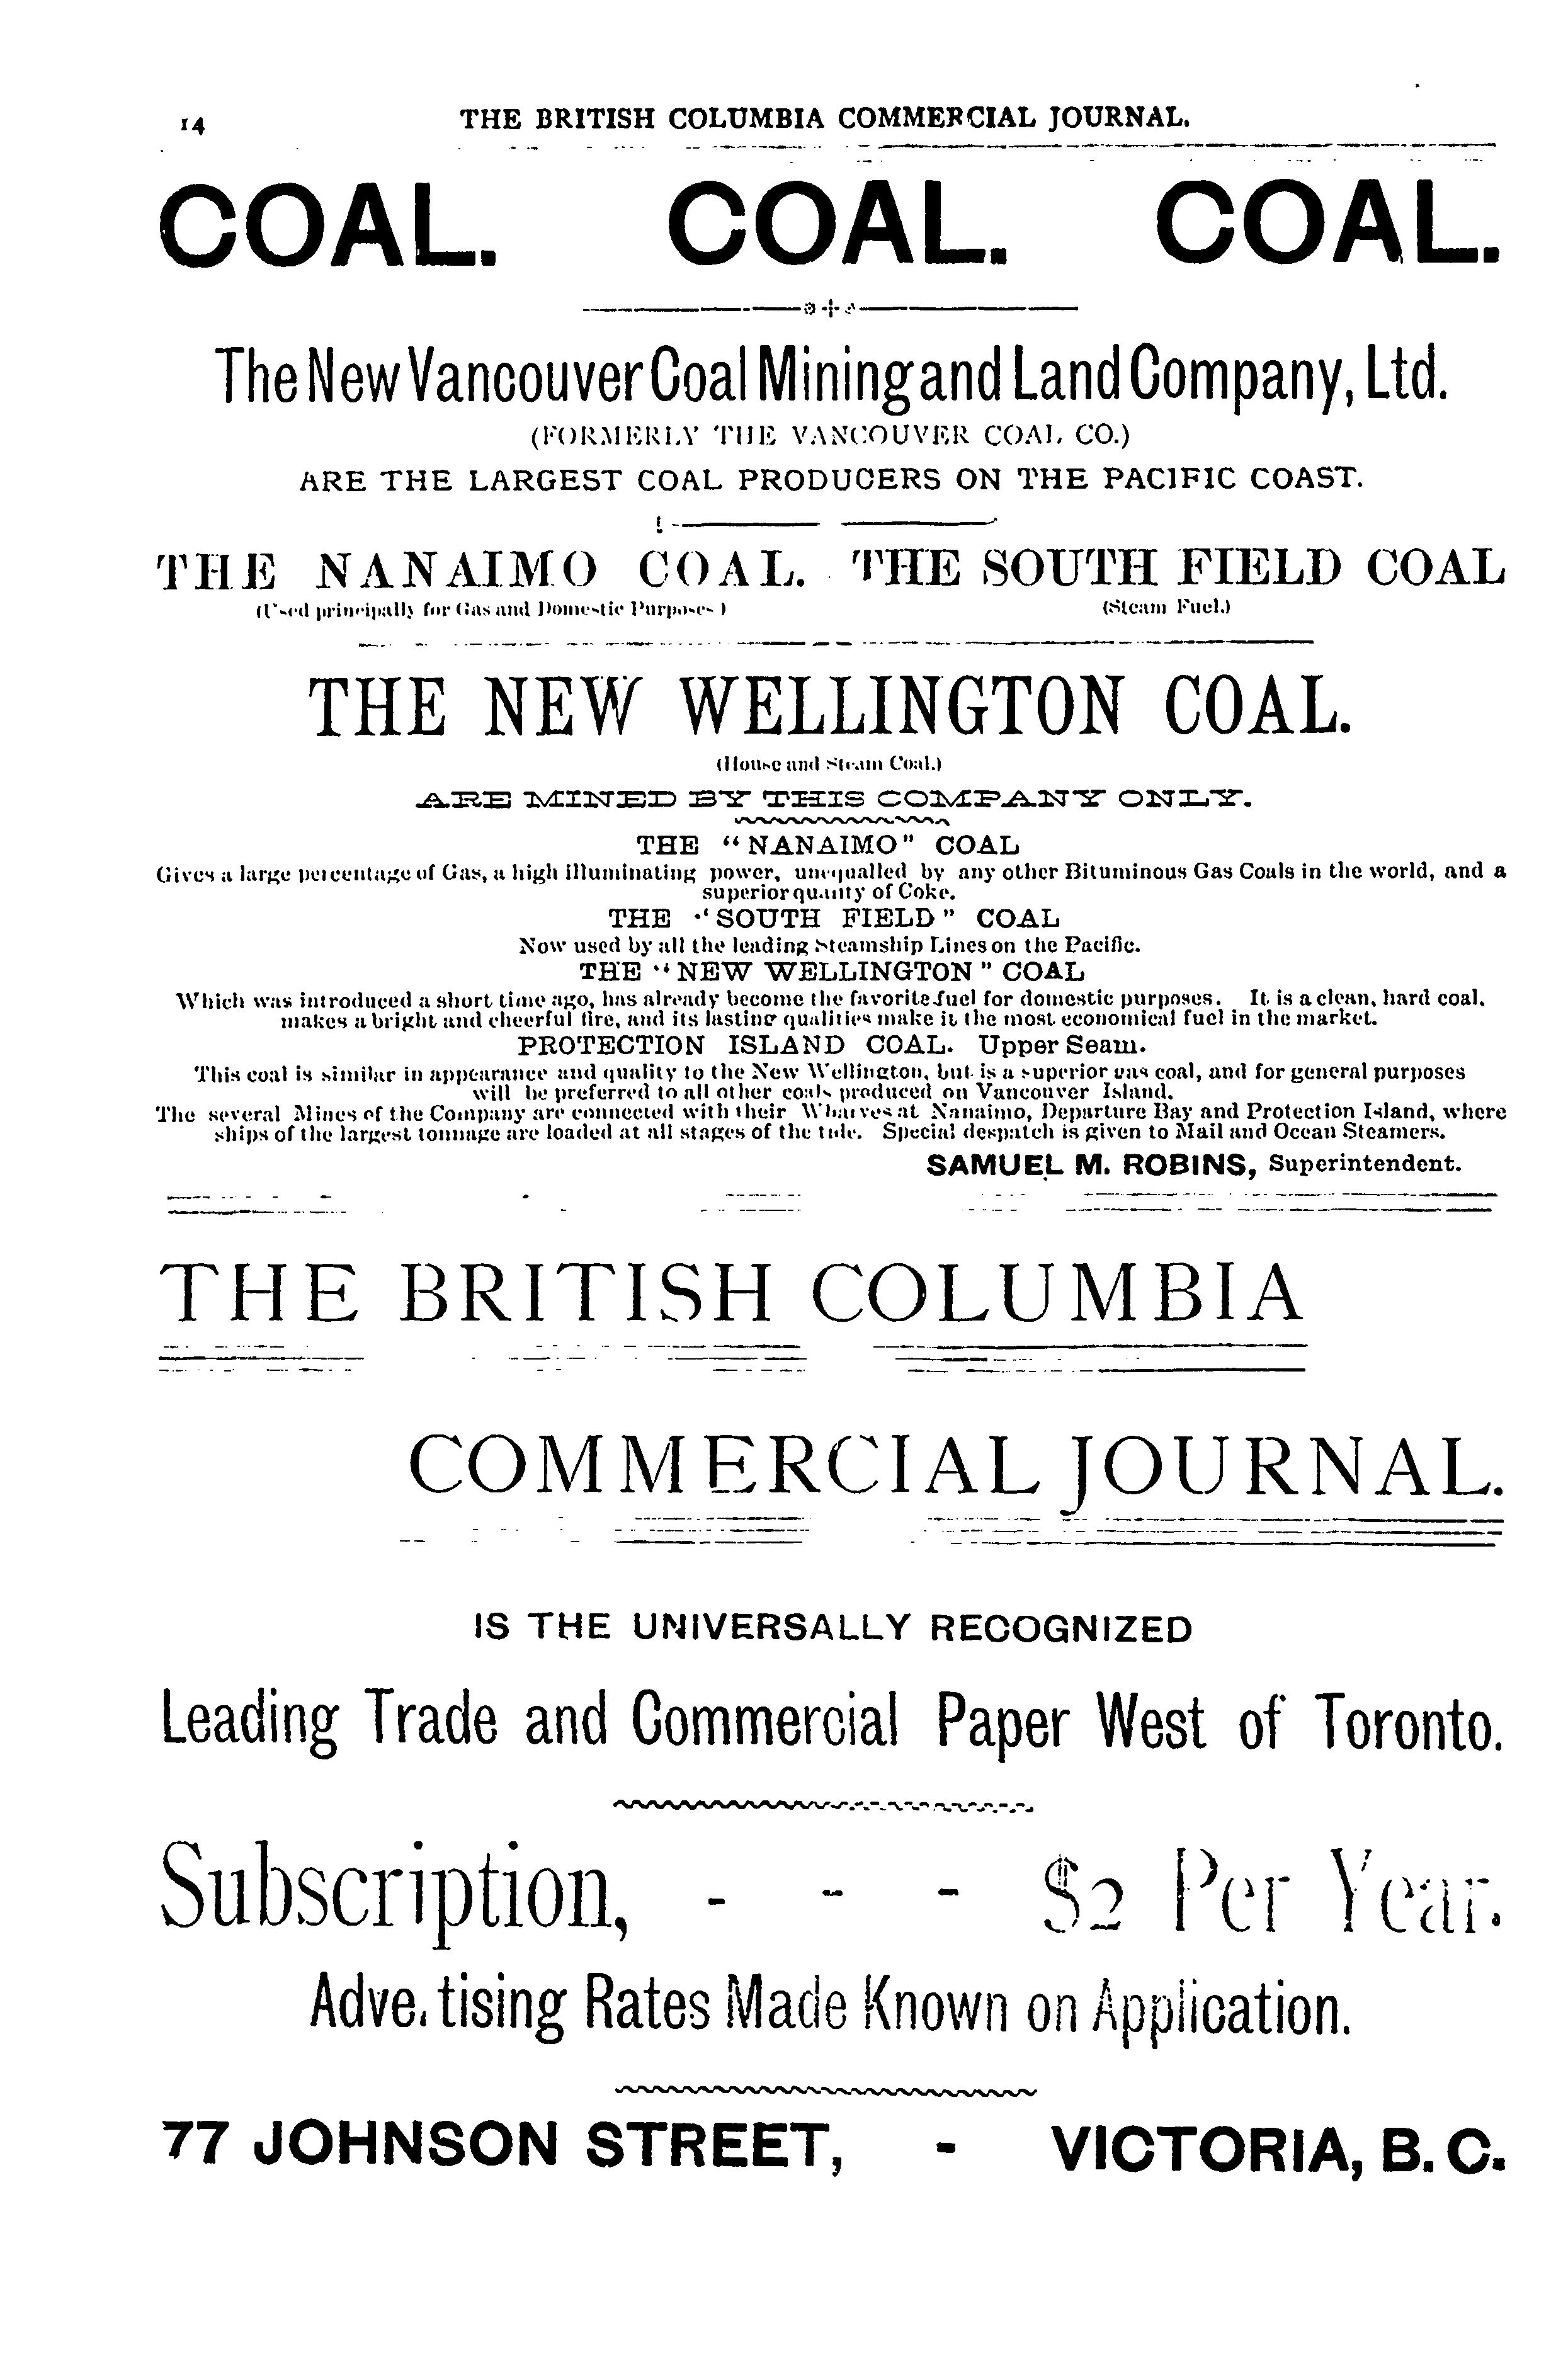 14
THE BRITISH COLUMBIA COMMERCIAL JOURNAL.
COAL. COAL. COAL.
The New Vancouver Coal Mining and Land Company, Ltd.
(FORMERLY THE VANCOUVER COAL CO.)
ARE THE LARGEST COAL PRODUCERS ON THE PACIFIC COAST.
THE NANAIMO COAL. THE SOUTH FIELD COAL
(Used principally for Gas and Domestic Purposes) (Steam Fuel.)
THE NEW WELLINGTON COAL.
(House and Steam Coal.)
ARE MINED BY THIS COMPANY ONLY.
THE "NANAIMO" COAL
Gives a large percentage of Gas, a high illuminating power, unequalled by any other Bituminous Gas Coals in the world, and a
superior quantity of Coke.
THE "SOUTH FIELD" COAL
Now used by all the leading Steamship Lines on the Pacific.
THE "NEW WELLINGTON" COAL
Which was introduced a short time ago, has already become the favorite fuel for domestic purposes. It is a clean, hard coal,
makes a bright and cheerful fire, and its lasting qualities make it the most economical fuel in the market.
PROTECTION ISLAND COAL. Upper Seam.
This coal is similar in appearance and quality to the New Wellington, but is a superior gas coal, and for general purposes
will be preferred to all other coals produced on Vancouver Island.
The several Mines of the Company are connected with their Wharves at Nanaimo, Departure Bay and Protection Island, where
ships of the largest tonnage are loaded at all stages of the tide. Special despatch is given to Mail and Ocean Steamers.
SAMUEL M. ROBINS, Superintendent.
THE BRITISH COLUMBIA
COMMERCIAL JOURNAL.
IS THE UNIVERSALLY RECOGNIZED
Leading Trade and Commercial Paper West of Toronto.
Subscription, - - - $2 Per Year.
Advertising Rates Made Known on Application.
77 JOHNSON STREET, - VICTORIA, B. C.